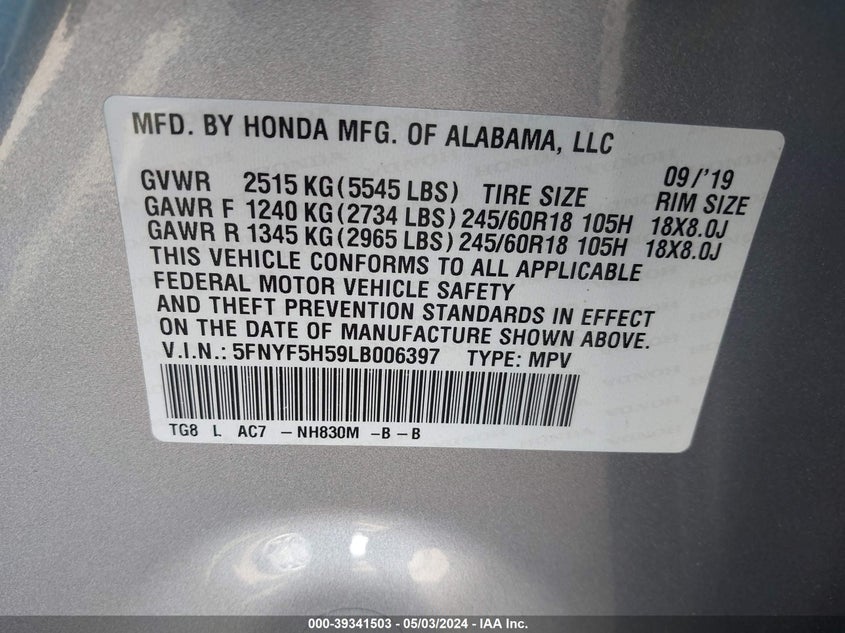 MFD. BY HONDA MFG. OF ALABAMA, LLC
09/'19
GVWR 2515 KG (5545 LBS) TIRE SIZE RIM SIZE
GAWR F 1240 KG (2734 LBS) 245/60R18 105H 18X8.0J
GAWR R 1345 KG (2965 LBS) 245/60R18 105H 18X8.0J
THIS VEHICLE CONFORMS TO ALL APPLICABLE
FEDERAL MOTOR VEHICLE SAFETY
AND THEFT PREVENTION STANDARDS IN EFFECT
ON THE DATE OF MANUFACTURE SHOWN ABOVE.
V.I.N.: 5FNYF5H59LB006397 TYPE: MPV
TG8 L AC7 -NH830M -B -B
000-39341503 - 05/03/2024 - IAA Inc.